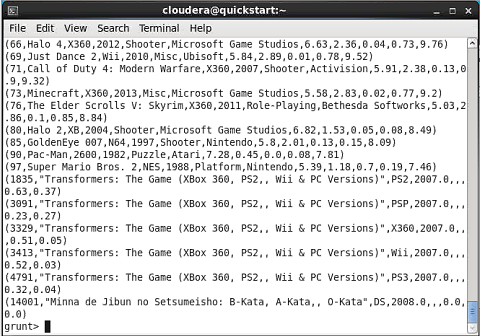 cloudera@quickstart:~
File Edit View Search Terminal Help
(66,Halo 4,X360,2012,Shooter,Microsoft Game Studios,6.63,2.36,0.04,0.73,9.76)
(69,Just Dance 2,Wii,2010,Misc,Ubisoft,5.84,2.89,0.01,0.78,9.52)
(71,Call of Duty 4: Modern Warfare,X360,2007,Shooter,Activision,5.91,2.38,0.13,0
.9,9.32)
(73,Minecraft,X360,2013,Misc,Microsoft Game Studios,5.58,2.83,0.02,0.77,9.2)
(76,The Elder Scrolls V: Skyrim,X360,2011,Role-Playing,Bethesda Softworks,5.03,2
.86,0.1,0.85,8.84)
(80,Halo 2,XB,2004,Shooter,Microsoft Game Studios,6.82,1.53,0.05,0.08,8.49)
(85,GoldenEye 007,N64,1997,Shooter,Nintendo,5.8,2.01,0.13,0.15,8.09)
(90,Pac-Man,2600,1982,Puzzle,Atari,7.28,0.45,0.0,0.08,7.81)
(97,Super Mario Bros. 2,NES,1988,Platform,Nintendo,5.39,1.18,0.7,0.19,7.46)
(1835,"Transformers: The Game (XBox 360, PS2,, Wii & PC Versions)",PS2,2007.0,,,
0.63,0.37)
(3091,"Transformers: The Game (XBox 360, PS2,, Wii & PC Versions)",PSP,2007.0,,,
0.23,0.27)
(3329,"Transformers: The Game (XBox 360, PS2,, Wii & PC Versions)",X360,2007.0,,
,0.51,0.05)
(3413,"Transformers: The Game (XBox 360, PS2,, Wii & PC Versions)",Wii,2007.0,,,
0.52,0.03)
(4791,"Transformers: The Game (XBox 360, PS2,, Wii & PC Versions)",PS3,2007.0,,,
0.32,0.04)
(14001,"Minna de Jibun no Setsumeisho: B-Kata, A-Kata,, O-Kata",DS,2008.0,,,0.0,
0.0)
grunt>